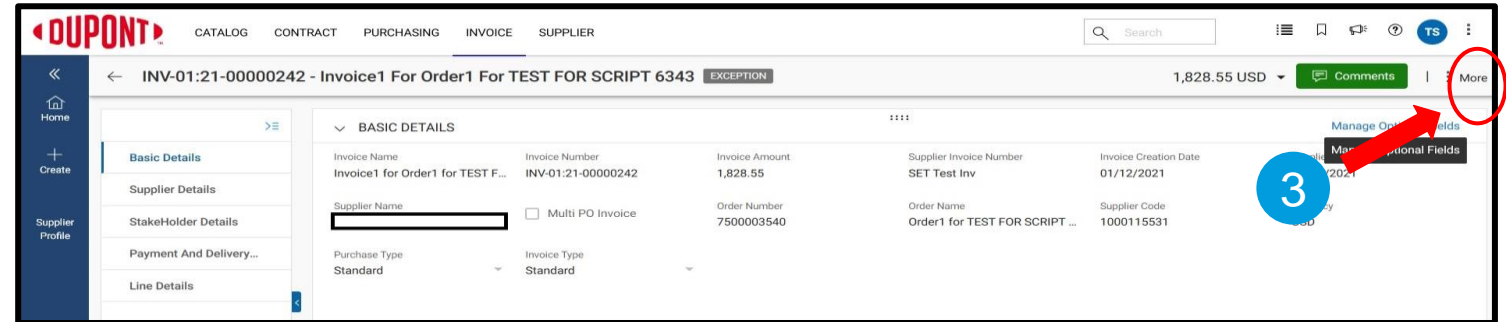 DUPONT CATALOG CONTRACT PURCHASING INVOICE SUPPLIER Search TS
INV-01:21-00000242 - Invoice1 For Order1 For TEST FOR SCRIPT 6343 EXCEPTION 1,828.55 USD Comments More
Home
Create
Supplier
Profile
Basic Details
Supplier Details
StakeHolder Details
Payment And Delivery...
Line Details
BASIC DETAILS Manage
Invoice Name Invoice Number Invoice Amount Supplier Invoice Number Invoice Creation Date
Invoice1 for Order1 for TEST F... INV-01:21-00000242 1,828.55 SET Test Inv 01/12/2021
Optional Fields
Supplier Name Multi PO Invoice Order Number Order Name Supplier Code
7500003540 Order1 for TEST FOR SCRIPT ... 1000115531
Purchase Type Invoice Type
Standard Standard
3